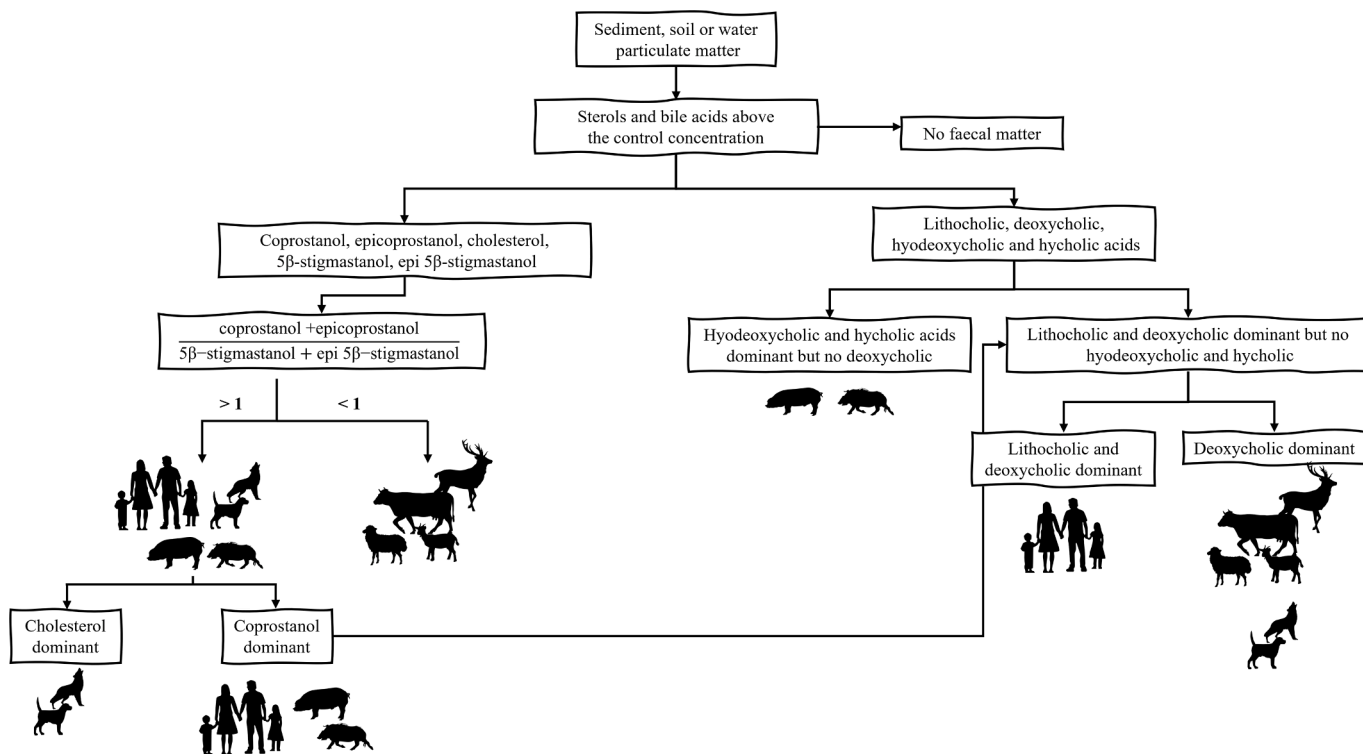 Sediment, soil or water
particulate matter
Sterols and bile acids above
the control concentration
No faecal matter
Coprostanol, epicoprostanol, cholesterol,
5β-stigmastanol, epi 5β-stigmastanol
Lithocholic, deoxycholic,
hyodeoxycholic and hycholic acids
coprostanol +epicoprostanol
5β−stigmastanol + epi 5β−stigmastanol
Hyodeoxycholic and hycholic acids
dominant but no deoxycholic
Lithocholic and deoxycholic dominant but no
hyodeoxycholic and hycholic
> 1
< 1
Lithocholic and
deoxycholic dominant
Deoxycholic dominant
Cholesterol
dominant
Coprostanol
dominant